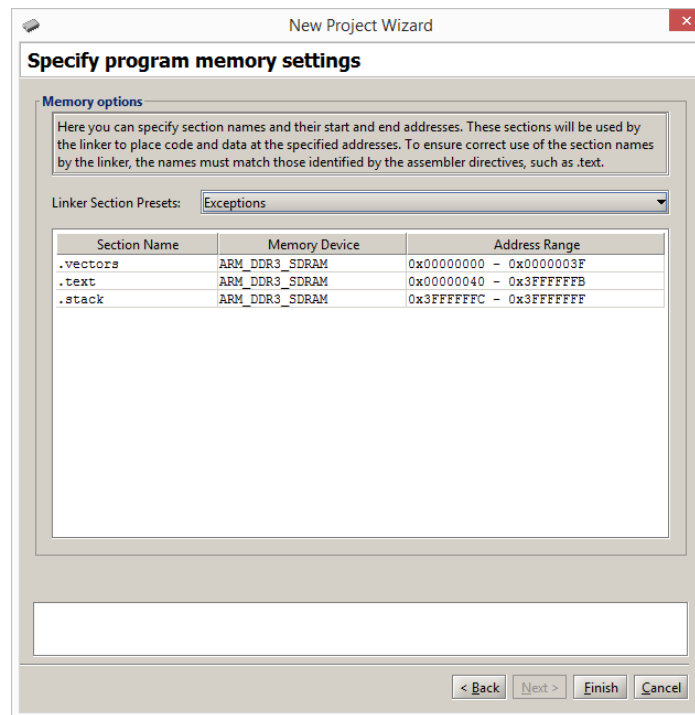 New Project Wizard
Specify program memory settings
Memory options
Here you can specify section names and their start and end addresses. These sections will be used by
the linker to place code and data at the specified addresses. To ensure correct use of the section names
by the linker, the names must match those identified by the assembler directives, such as .text.
Linker Section Presets: Exceptions
Section Name Memory Device Address Range
.vectors ARM_DDR3_SDRAM 0x00000000 - 0x0000003F
.text ARM_DDR3_SDRAM 0x00000040 - 0x3FFFFFFB
.stack ARM_DDR3_SDRAM 0x3FFFFFFC - 0x3FFFFFFF
< Back Next > Finish Cancel